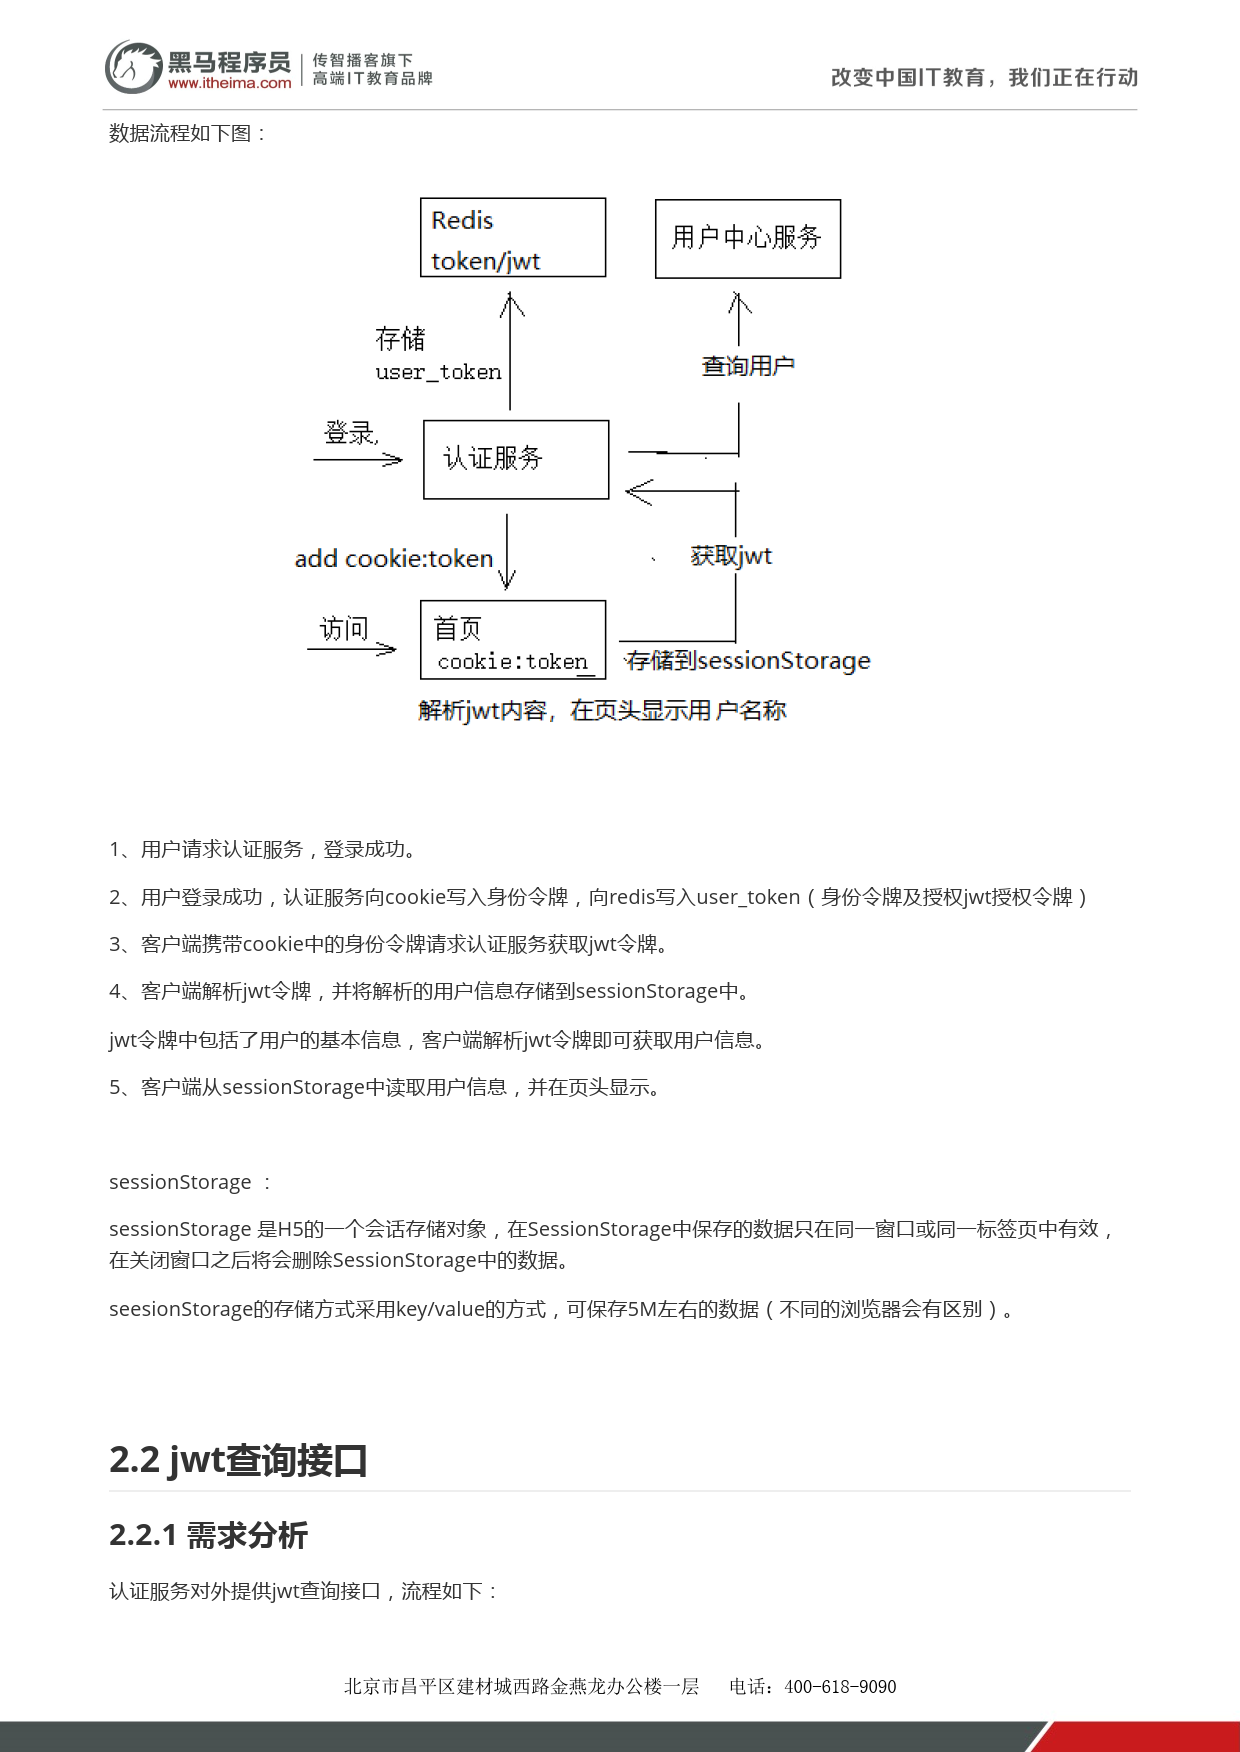 黑马程序员
www.itheima.com
传智播客旗下
高端IT教育品牌
改变中国IT教育，我们正在行动
数据流程如下图：
Redis
token/jwt
用户中心服务
存储
user_token
查询用户
登录,
认证服务
add cookie:token
获取jwt
访问
首页
cookie:token_
存储到sessionStorage
解析jwt内容，在页头显示用户名称
1、用户请求认证服务，登录成功。
2、用户登录成功，认证服务向cookie写入身份令牌，向redis写入user_token（身份令牌及授权jwt授权令牌）
3、客户端携带cookie中的身份令牌请求认证服务获取jwt令牌。
4、客户端解析jwt令牌，并将解析的用户信息存储到sessionStorage中。
jwt令牌中包括了用户的基本信息，客户端解析jwt令牌即可获取用户信息。
5、客户端从sessionStorage中读取用户信息，并在页头显示。
sessionStorage ：
sessionStorage 是H5的一个会话存储对象，在SessionStorage中保存的数据只在同一窗口或同一标签页中有效，
在关闭窗口之后将会删除SessionStorage中的数据。
seesionStorage的存储方式采用key/value的方式，可保存5M左右的数据（不同的浏览器会有区别）。
2.2 jwt查询接口
2.2.1 需求分析
认证服务对外提供jwt查询接口，流程如下：
北京市昌平区建材城西路金燕龙办公楼一层 电话：400-618-9090